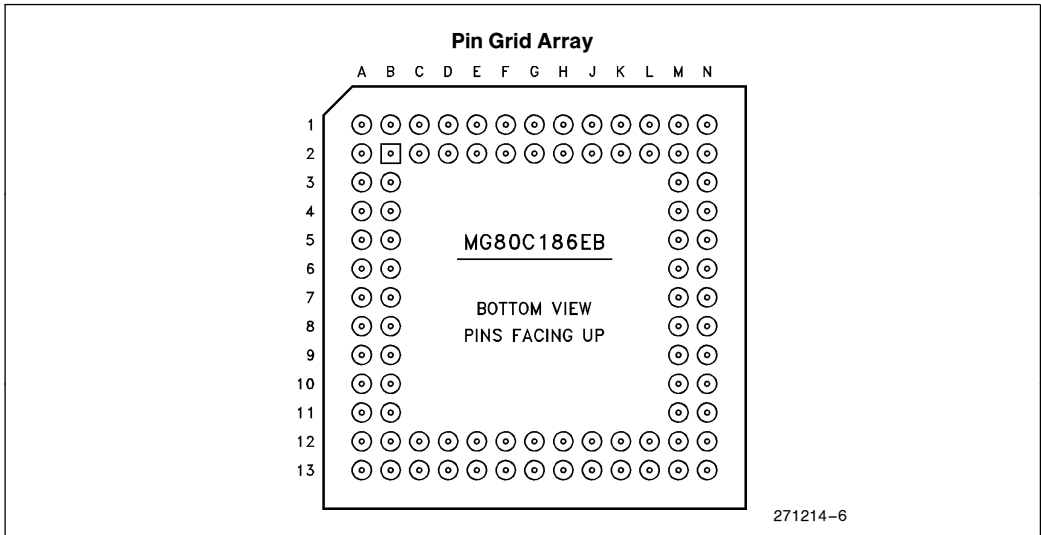 Pin Grid Array
A B C D E F G H J K L M N
1
2
3
4
5
MG80C186EB
6
7
BOTTOM VIEW
8
PINS FACING UP
9
10
11
12
13
271214–6